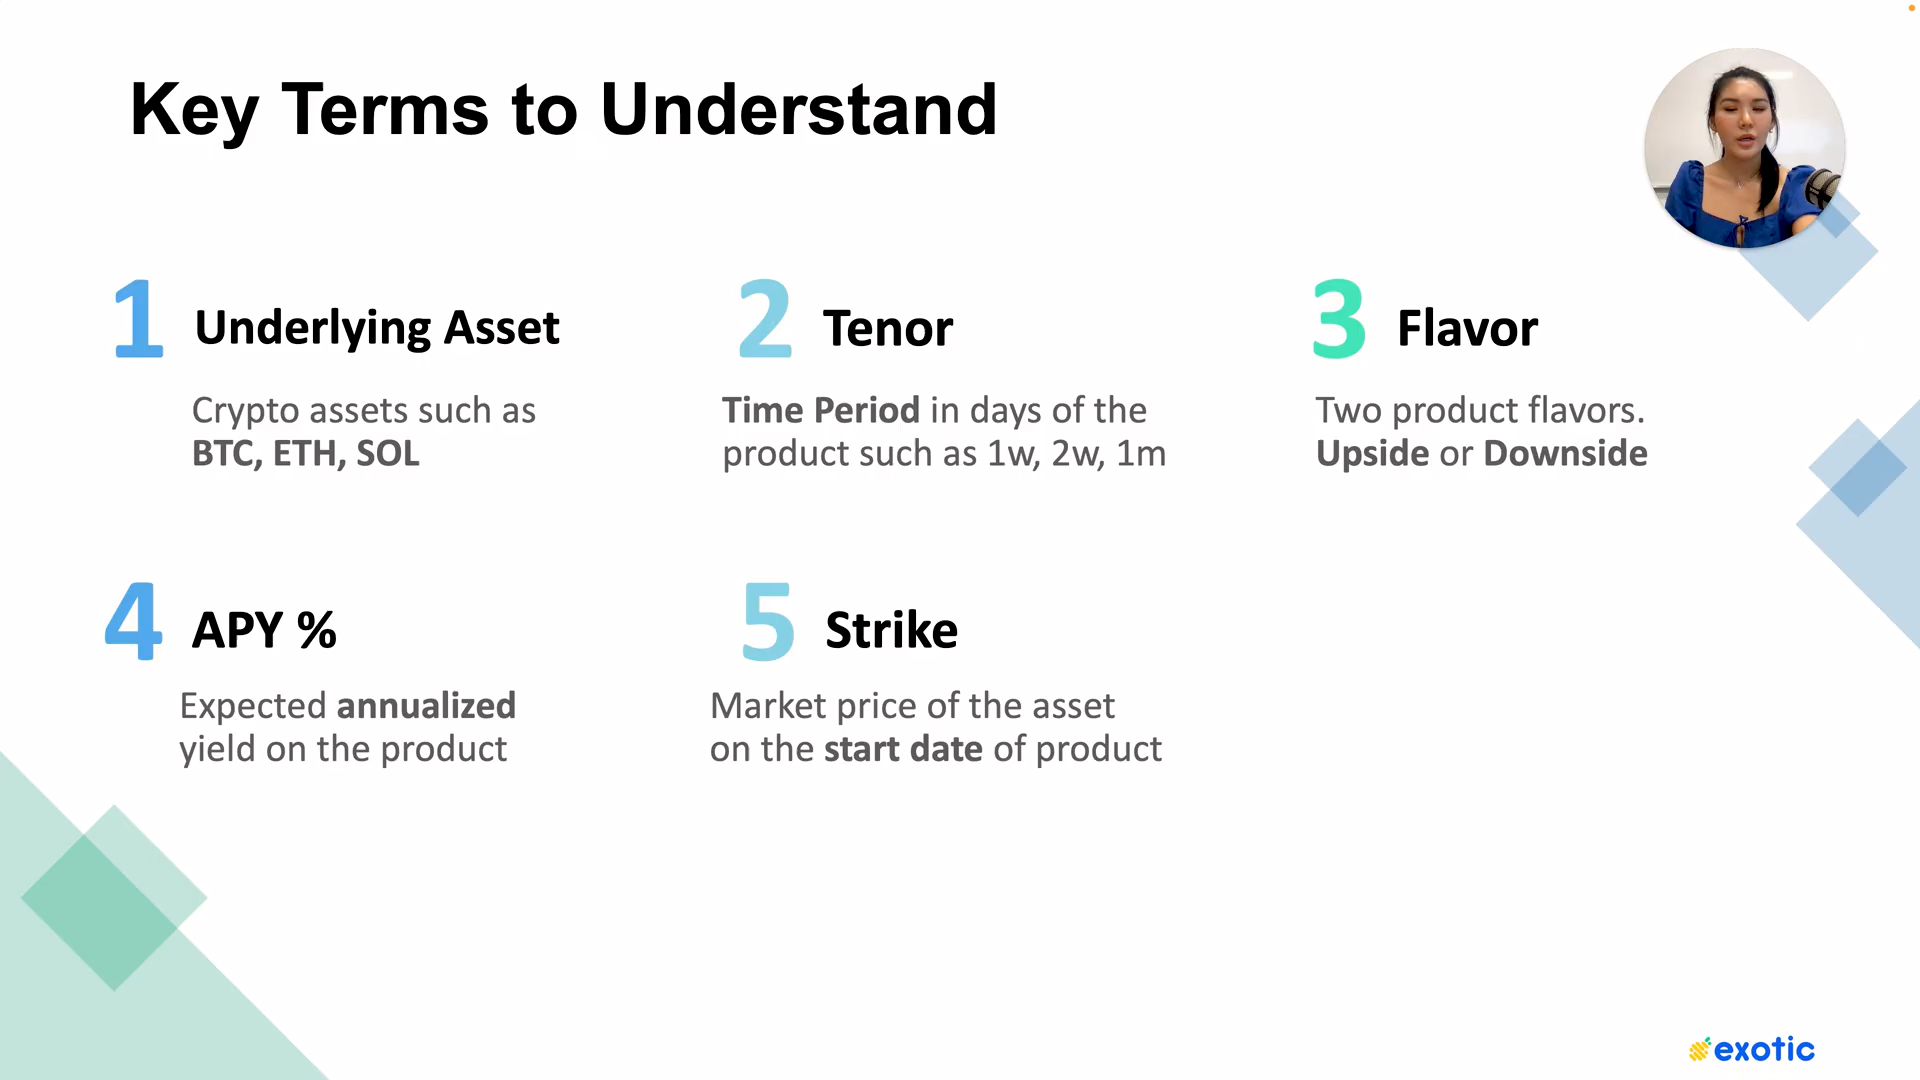 Key Terms to Understand
1 Underlying Asset
Crypto assets such as
BTC, ETH, SOL
2 Tenor
Time Period in days of the
product such as 1w, 2w, 1m
3 Flavor
Two product flavors.
Upside or Downside
4 APY %
Expected annualized
yield on the product
5 Strike
Market price of the asset
on the start date of product
exotic